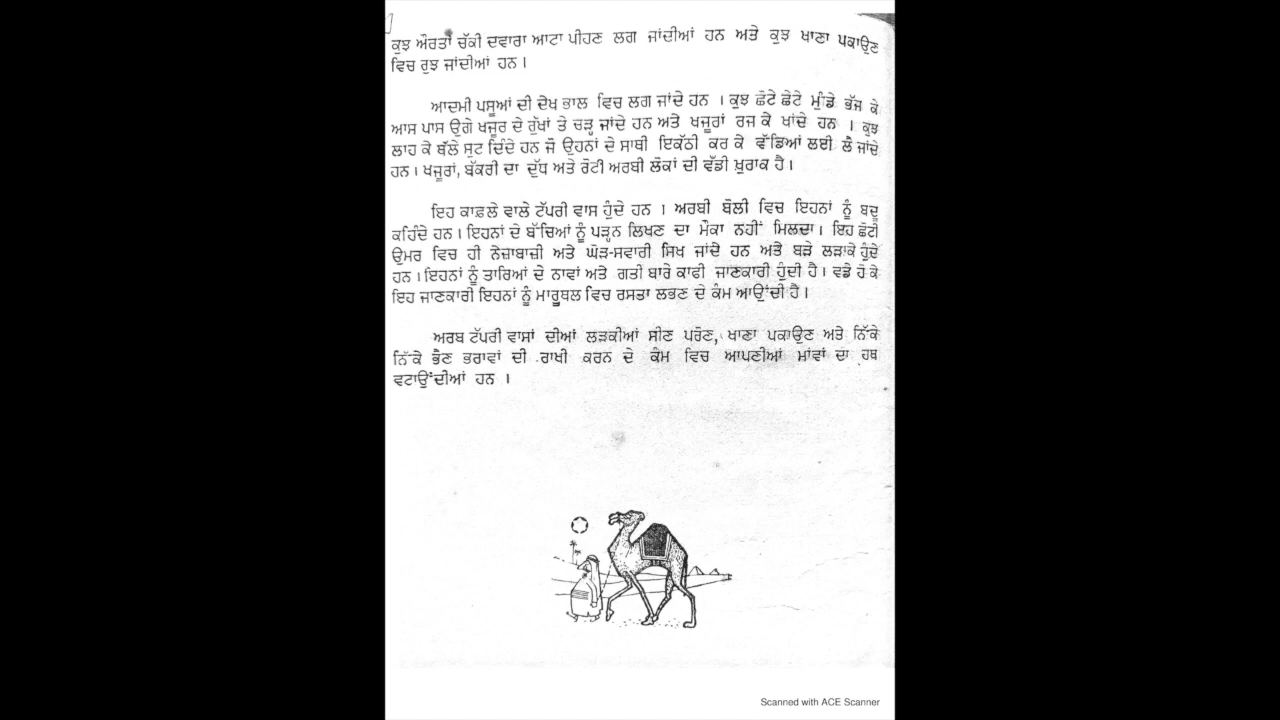 ਕੁਝ ਔਰਤਾਂ ਚੱਕੀ ਦਵਾਰਾ ਆਟਾ ਪੀਹਣ ਲਗ ਜਾਂਦੀਆਂ ਹਨ ਅਤੇ ਕੁਝ ਖਾਣਾ ਪਕਾਉਣ
ਵਿਚ ਰੁਝ ਜਾਂਦੀਆਂ ਹਨ।
ਆਦਮੀ ਪਸ਼ੂਆਂ ਦੀ ਦੇਖ ਭਾਲ ਵਿਚ ਲਗ ਜਾਂਦੇ ਹਨ । ਕੁਝ ਛੋਟੇ ਛੋਟੇ ਮੁੰਡੇ ਭੱਜ ਕੇ
ਆਸ ਪਾਸ ਉਗੇ ਖਜੂਰ ਦੇ ਰੁੱਖਾਂ ਤੇ ਚੜ੍ਹ ਜਾਂਦੇ ਹਨ ਅਤੇ ਖਜੂਰਾਂ ਰਜ ਕੇ ਖਾਂਦੇ ਹਨ । ਕੁਝ
ਲਾਹ ਕੇ ਥੱਲੇ ਸੁਟ ਦਿੰਦੇ ਹਨ ਜੋ ਉਹਨਾਂ ਦੇ ਸਾਥੀ ਇਕੱਠੀ ਕਰ ਕੇ ਵੱਡਿਆਂ ਲਈ ਲੈ ਜਾਂਦੇ
ਹਨ। ਖਜੂਰਾਂ, ਬੱਕਰੀ ਦਾ ਦੁੱਧ ਅਤੇ ਰੋਟੀ ਅਰਬੀ ਲੋਕਾਂ ਦੀ ਵੱਡੀ ਖ਼ੁਰਾਕ ਹੈ।
ਇਹ ਕਾਫ਼ਲੇ ਵਾਲੇ ਟੱਪਰੀ ਵਾਸ ਹੁੰਦੇ ਹਨ । ਅਰਬੀ ਬੋਲੀ ਵਿਚ ਇਹਨਾਂ ਨੂੰ ਬਦੂ
ਕਹਿੰਦੇ ਹਨ। ਇਹਨਾਂ ਦੇ ਬੱਚਿਆਂ ਨੂੰ ਪੜ੍ਹਨ ਲਿਖਣ ਦਾ ਮੌਕਾ ਨਹੀਂ ਮਿਲਦਾ। ਇਹ ਛੋਟੀ
ਉਮਰ ਵਿਚ ਹੀ ਨੇਜ਼ਾਬਾਜ਼ੀ ਅਤੇ ਘੋੜ-ਸਵਾਰੀ ਸਿਖ ਜਾਂਦੇ ਹਨ ਅਤੇ ਬੜੇ ਲੜਾਕੇ ਹੁੰਦੇ
ਹਨ। ਇਹਨਾਂ ਨੂੰ ਤਾਰਿਆਂ ਦੇ ਨਾਵਾਂ ਅਤੇ ਗਤੀ ਬਾਰੇ ਕਾਫੀ ਜਾਣਕਾਰੀ ਹੁੰਦੀ ਹੈ। ਵਡੇ ਹੋ ਕੇ
ਇਹ ਜਾਣਕਾਰੀ ਇਹਨਾਂ ਨੂੰ ਮਾਰੂਥਲ ਵਿਚ ਰਸਤਾ ਲਭਣ ਦੇ ਕੰਮ ਆਉਂਦੀ ਹੈ।
ਅਰਬ ਟੱਪਰੀ ਵਾਸਾਂ ਦੀਆਂ ਲੜਕੀਆਂ ਸੀਣ ਪਰੋਣ, ਖਾਣਾ ਪਕਾਉਣ ਅਤੇ ਨਿੱਕੇ
ਨਿੱਕੇ ਭੈਣ ਭਰਾਵਾਂ ਦੀ ਰਾਖੀ ਕਰਨ ਦੇ ਕੰਮ ਵਿਚ ਆਪਣੀਆਂ ਮਾਂਵਾਂ ਦਾ ਹਥ
ਵਟਾਉਂਦੀਆਂ ਹਨ ।
Scanned with ACE Scanner